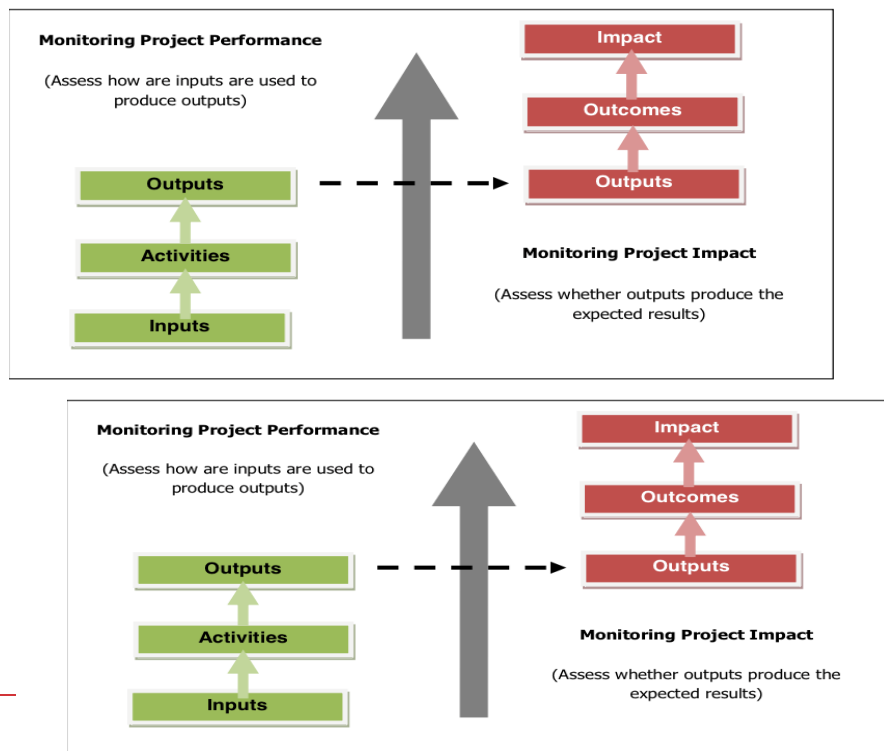 Monitoring Project Performance
(Assess how are inputs are used to
produce outputs)
Outputs
Activities
Inputs
Impact
Outcomes
Outputs
Monitoring Project Impact
(Assess whether outputs produce the
expected results)
Monitoring Project Performance
(Assess how are inputs are used to
produce outputs)
Outputs
Activities
Inputs
Impact
Outcomes
Outputs
Monitoring Project Impact
(Assess whether outputs produce the
expected results)